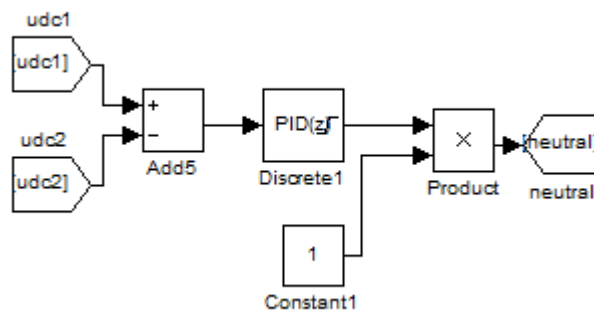 udc1
[udc1]
+
−
Add5
udc2
[udc2]
PID(z)
Discrete1
×
Product
[neutral]
neutral
1
Constant1